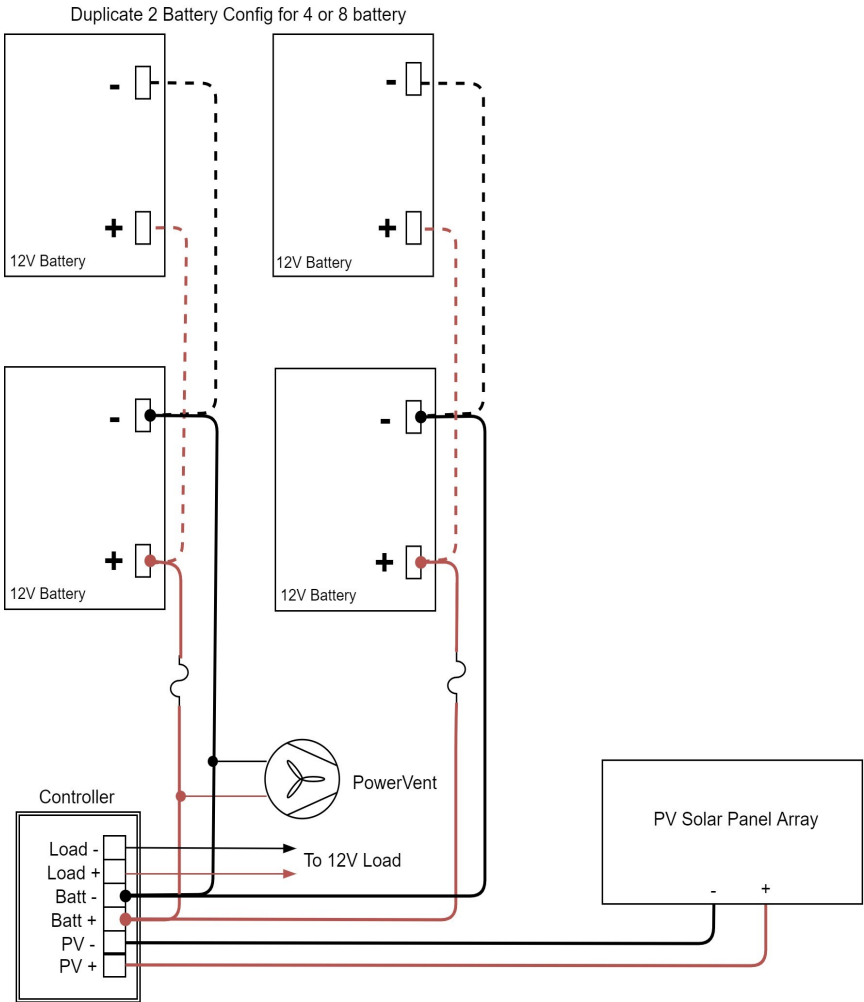 Duplicate 2 Battery Config for 4 or 8 battery
-
-
+
+
12V Battery
12V Battery
-
-
+
+
12V Battery
12V Battery
PowerVent
Controller
PV Solar Panel Array
Load -
To 12V Load
Load +
- +
Batt -
Batt +
PV -
PV +